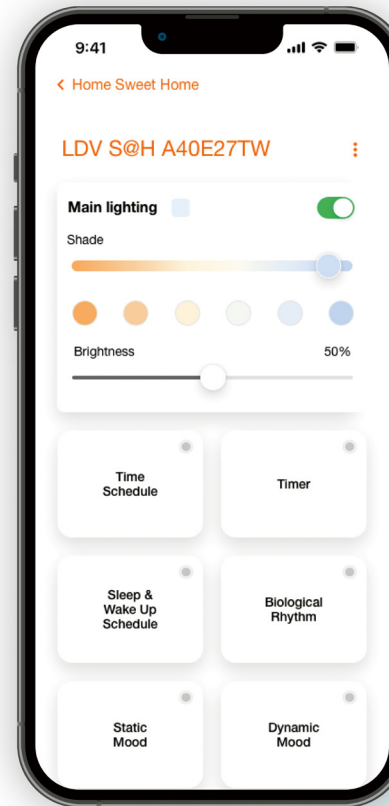 9:41
Home Sweet Home
LDV S@H A40E27TW
Main lighting
Shade
Brightness 50%
Time
Schedule
Timer
Sleep &
Wake Up
Schedule
Biological
Rhythm
Static
Mood
Dynamic
Mood